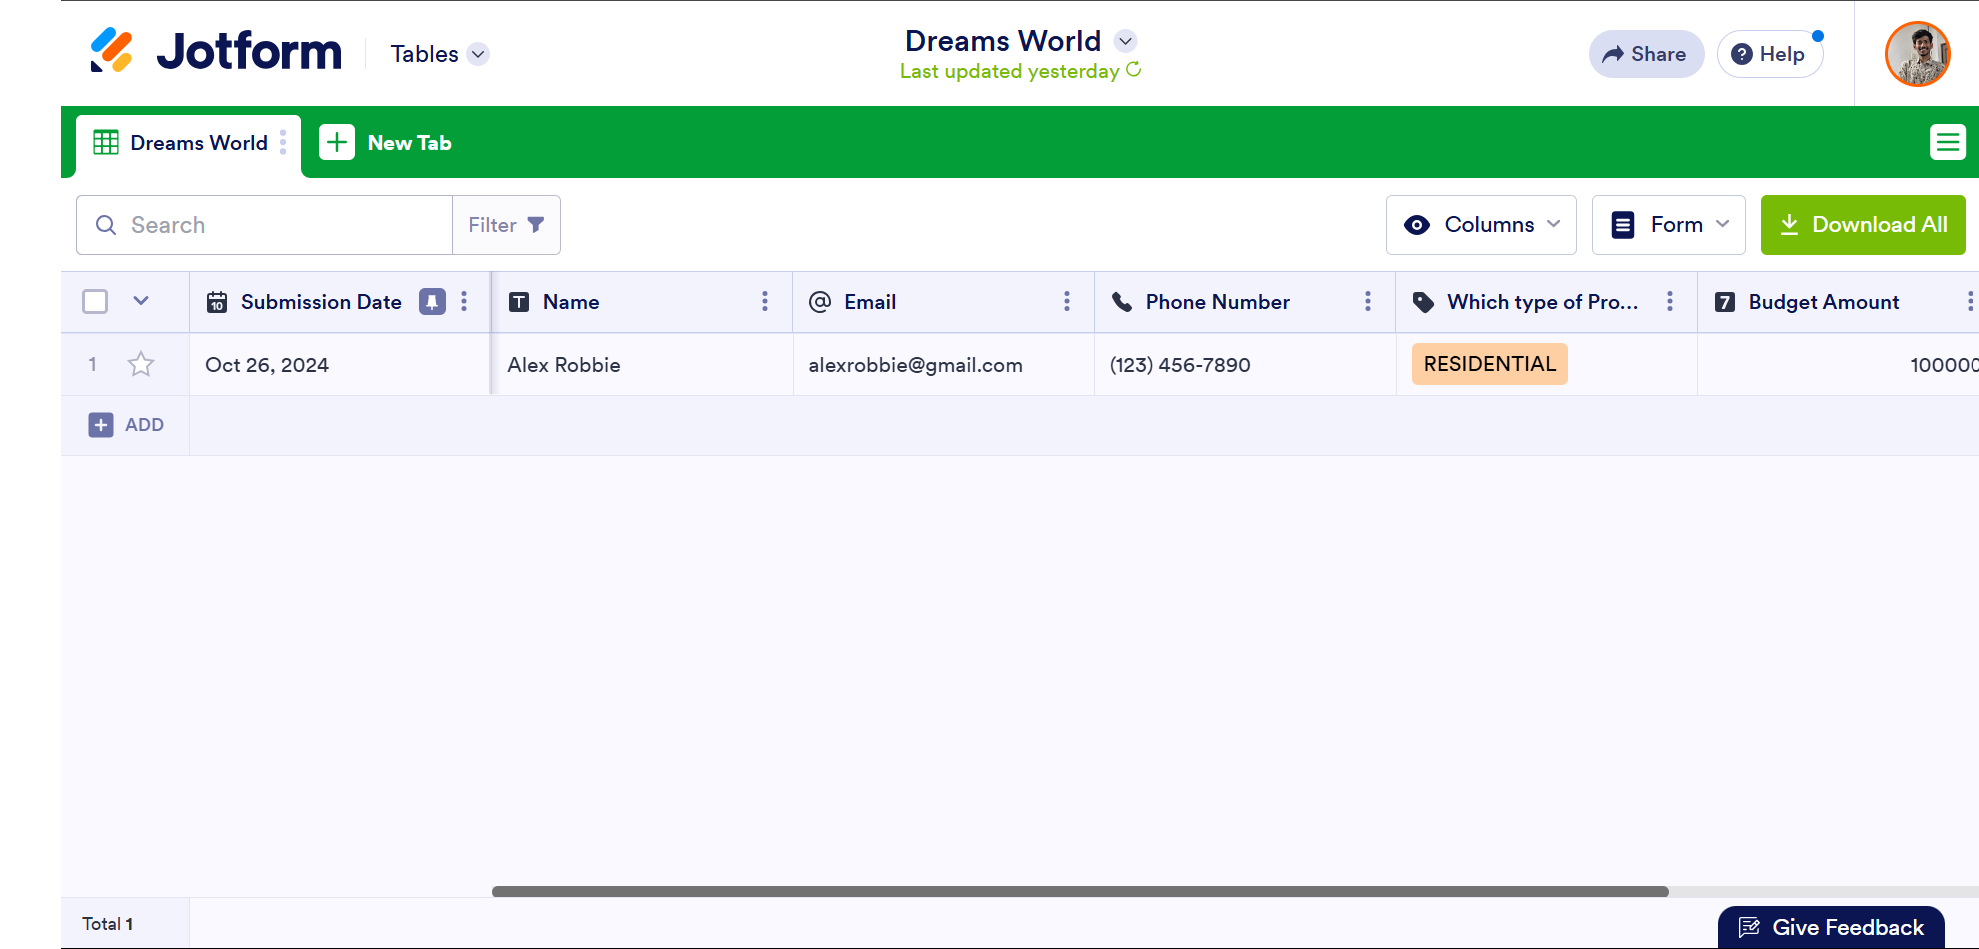 Jotform
Tables
Dreams World
Last updated yesterday
Share
Help
Dreams World
New Tab
Search
Filter
Columns
Form
Download All
10 Submission Date
T Name
@ Email
Phone Number
Which type of Pro...
7 Budget Amount
1
Oct 26, 2024
Alex Robbie
alexrobbie@gmail.com
(123) 456-7890
RESIDENTIAL
100000
ADD
Total 1
Give Feedback